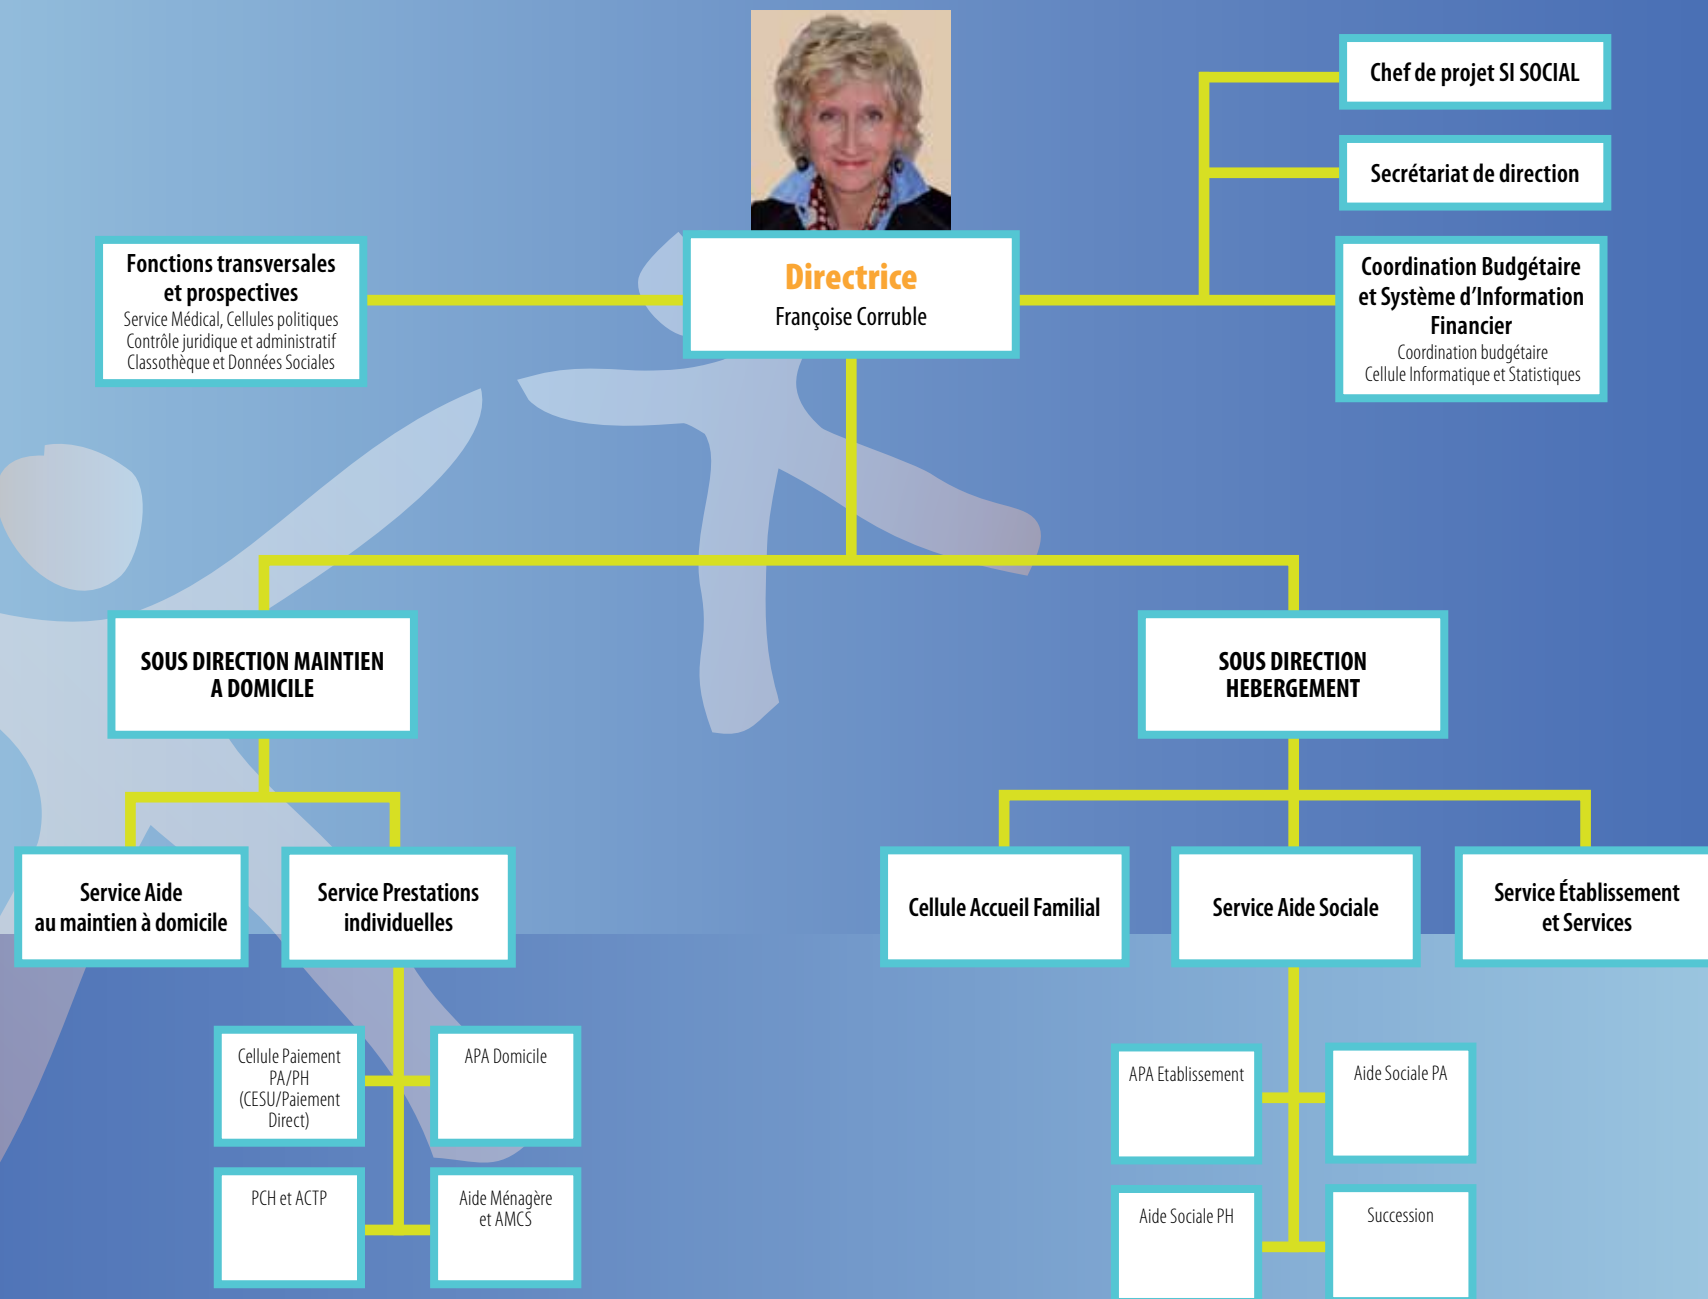 Chef de projet SI SOCIAL
Secrétariat de direction
Fonctions transversales
et prospectives
Service Médical, Cellules politiques
Contrôle juridique et administratif
Classothèque et Données Sociales
Directrice
Françoise Corruble
Coordination Budgétaire
et Système d’Information
Financier
Coordination budgétaire
Cellule Informatique et Statistiques
SOUS DIRECTION MAINTIEN
A DOMICILE
SOUS DIRECTION
HEBERGEMENT
Service Aide
au maintien à domicile
Service Prestations
individuelles
Cellule Accueil Familial
Service Aide Sociale
Service Établissement
et Services
Cellule Paiement
PA/PH
(CESU/Paiement
Direct)
APA Domicile
PCH et ACTP
Aide Ménagère
et AMCS
APA Etablissement
Aide Sociale PA
Aide Sociale PH
Succession